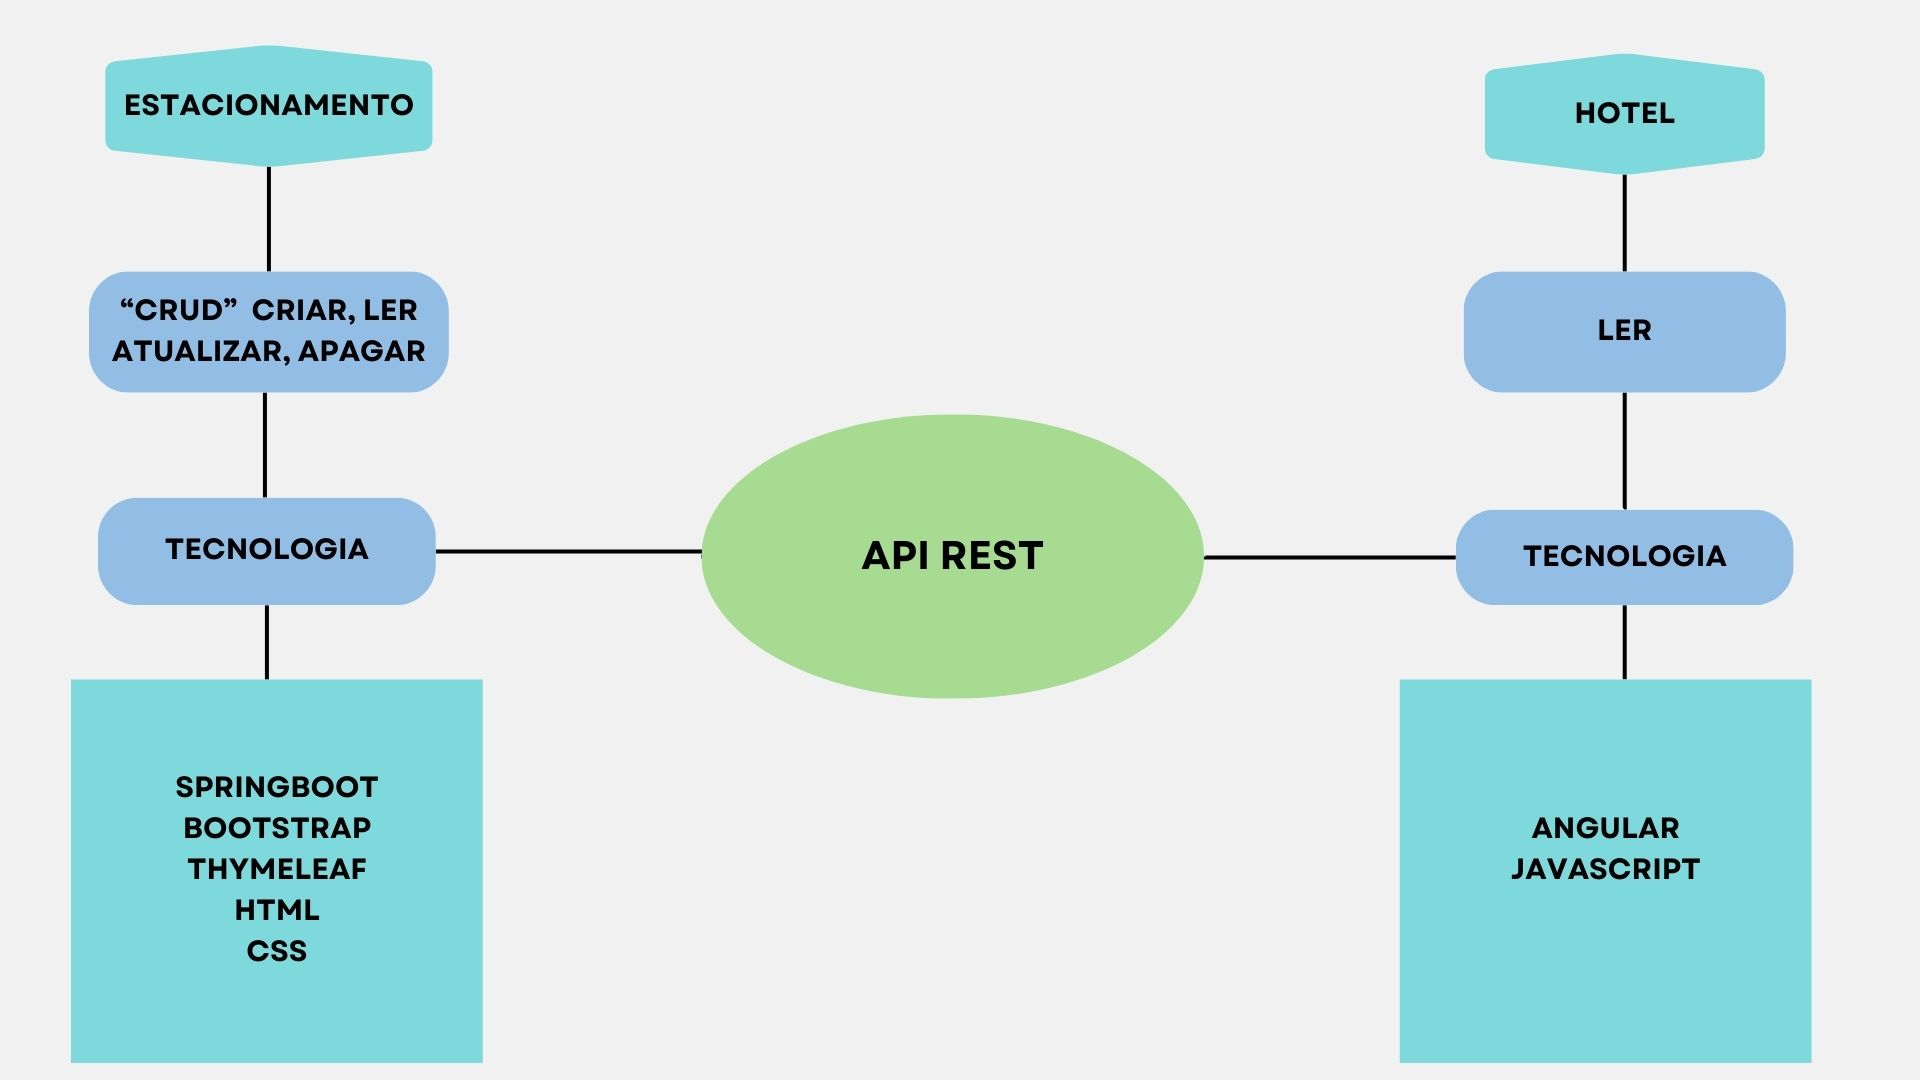 ESTACIONAMENTO
“CRUD”  CRIAR, LER
ATUALIZAR, APAGAR
TECNOLOGIA
SPRINGBOOT
BOOTSTRAP
THYMELEAF
HTML
CSS
API REST
HOTEL
LER
TECNOLOGIA
ANGULAR
JAVASCRIPT